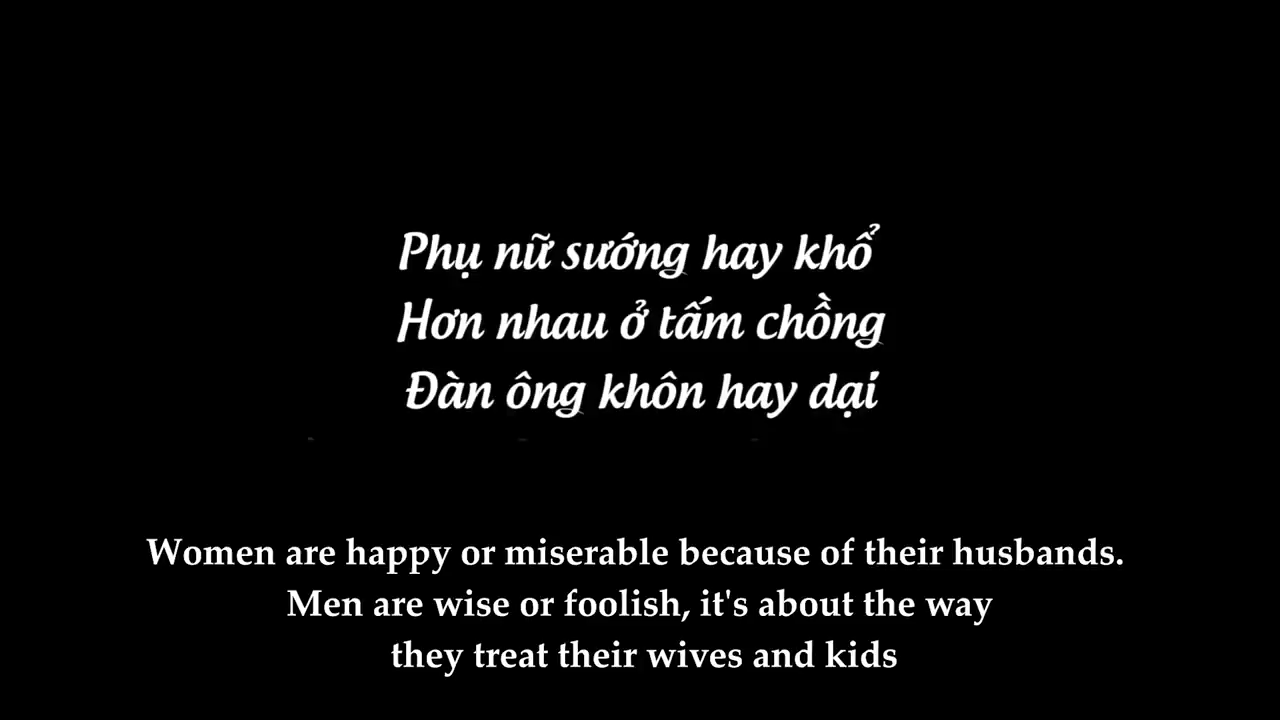 Phụ nữ sướng hay khổ
Hơn nhau ở tấm chồng
Đàn ông khôn hay dại
Women are happy or miserable because of their husbands.
Men are wise or foolish, it's about the way
they treat their wives and kids